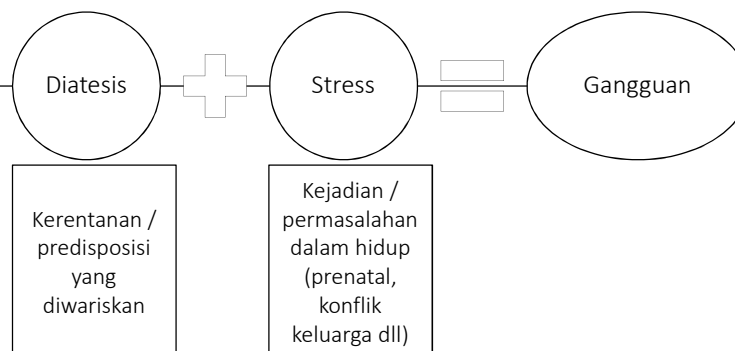 Diatesis
Stress
Gangguan
Kerentanan /
predisposisi
yang
diwariskan
Kejadian /
permasalahan
dalam hidup
(prenatal,
konflik
keluarga dll)